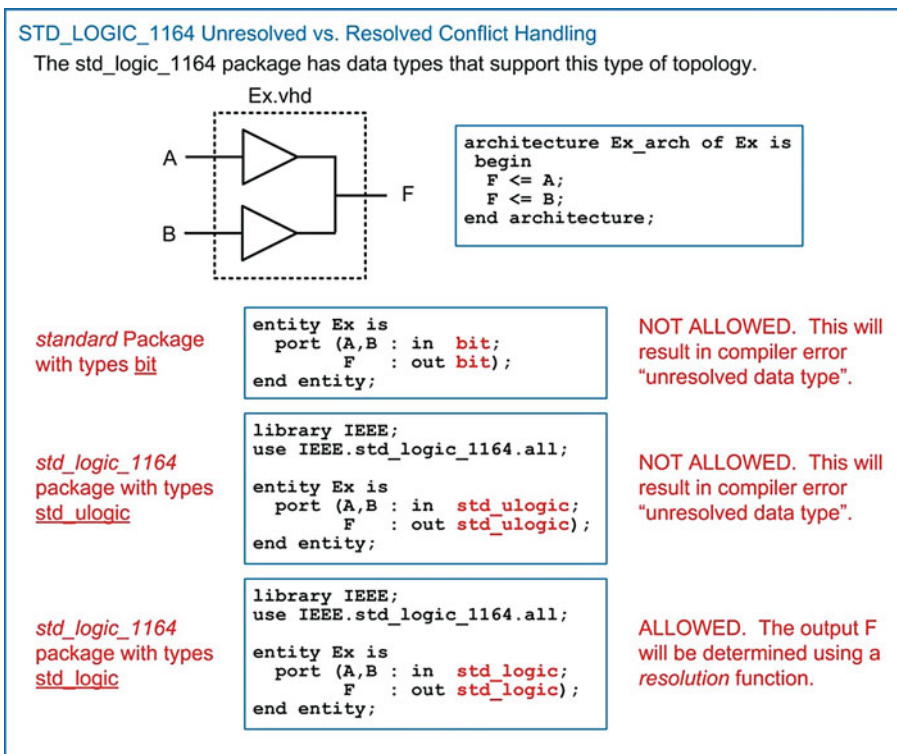 STD_LOGIC_1164 Unresolved vs. Resolved Conflict Handling
The std_logic_1164 package has data types that support this type of topology.
Ex.vhd
A
B
F
architecture Ex_arch of Ex is
begin
F <= A;
F <= B;
end architecture;
standard Package
with types bit
entity Ex is
port (A,B : in bit;
F : out bit);
end entity;
NOT ALLOWED. This will
result in compiler error
“unresolved data type”.
std_logic_1164
package with types
std_ulogic
library IEEE;
use IEEE.std_logic_1164.all;
entity Ex is
port (A,B : in std_ulogic;
F : out std_ulogic);
end entity;
NOT ALLOWED. This will
result in compiler error
“unresolved data type”.
std_logic_1164
package with types
std_logic
library IEEE;
use IEEE.std_logic_1164.all;
entity Ex is
port (A,B : in std_logic;
F : out std_logic);
end entity;
ALLOWED. The output F
will be determined using a
resolution function.